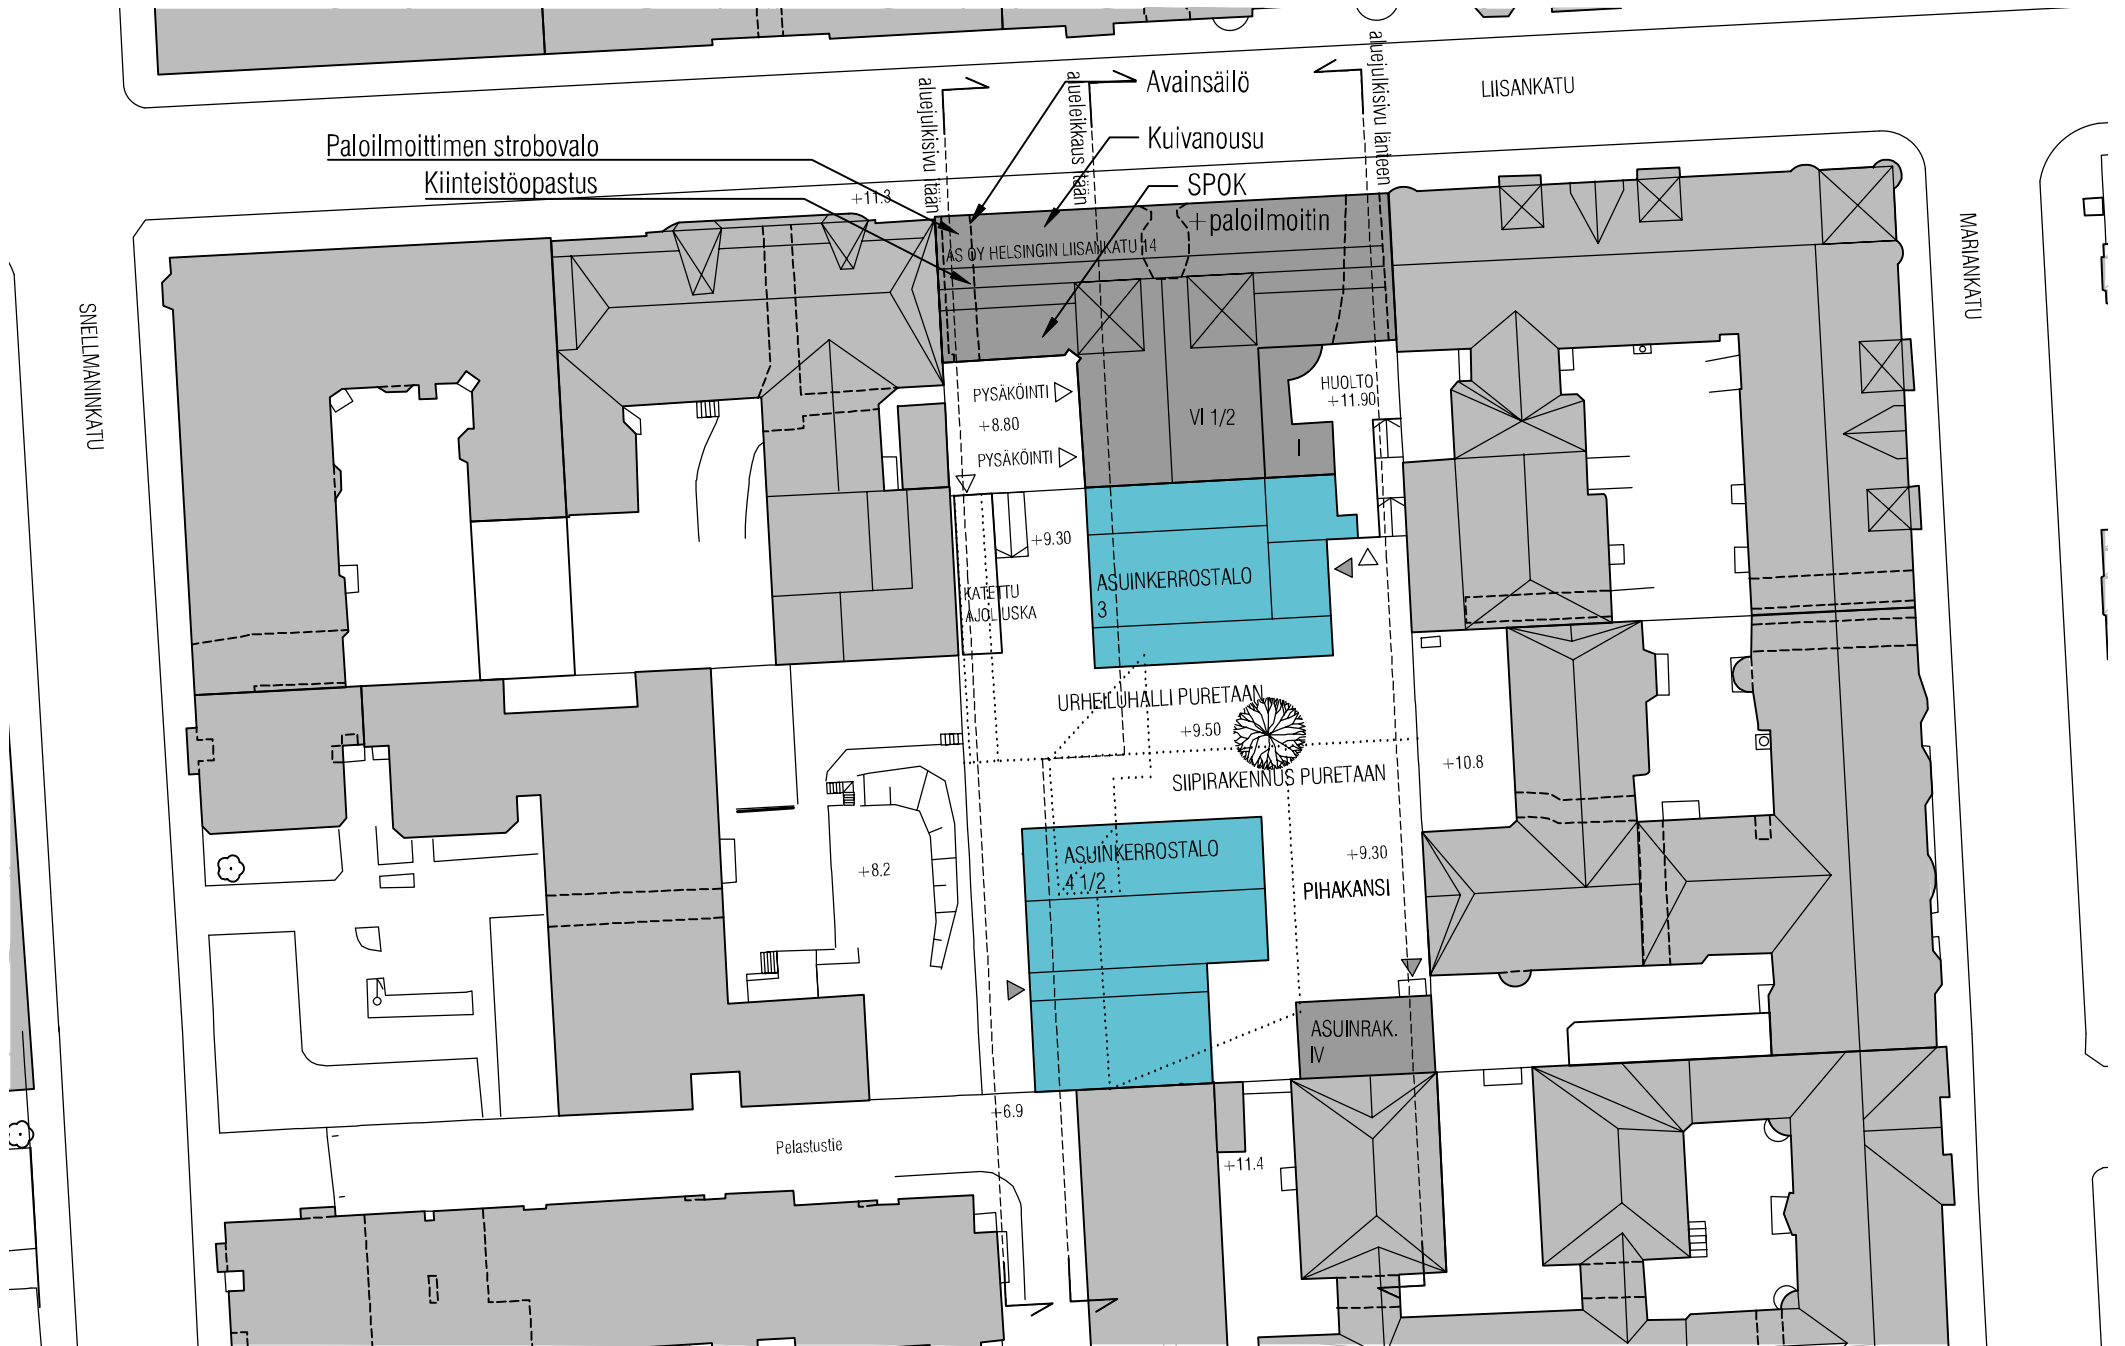 LIISANKATU
aluejulkisivu itään
alueleikkaus itään
aluejulkisivu länteen
Avainsäilö
Kuivanousu
SPOK
+paloilmoitin
Paloilmoittimen strobovalo
Kiinteistöopastus
+11.3
AS OY HELSINGIN LIISANKATU 14
SNELLMANINKATU
MARIANKATU
PYSÄKÖINTI
+8.80
PYSÄKÖINTI
VI 1/2
I
HUOLTO
+11.90
+9.30
KATETTU
AJOLUISKA
ASUINKERROSTALO
3
URHEILUHALLI PURETAAN
+9.50
SIIPIRAKENNUS PURETAAN
+10.8
ASUINKERROSTALO
4 1/2
+8.2
+9.30
PIHAKANSI
ASUINRAK.
IV
+6.9
Pelastustie
+11.4